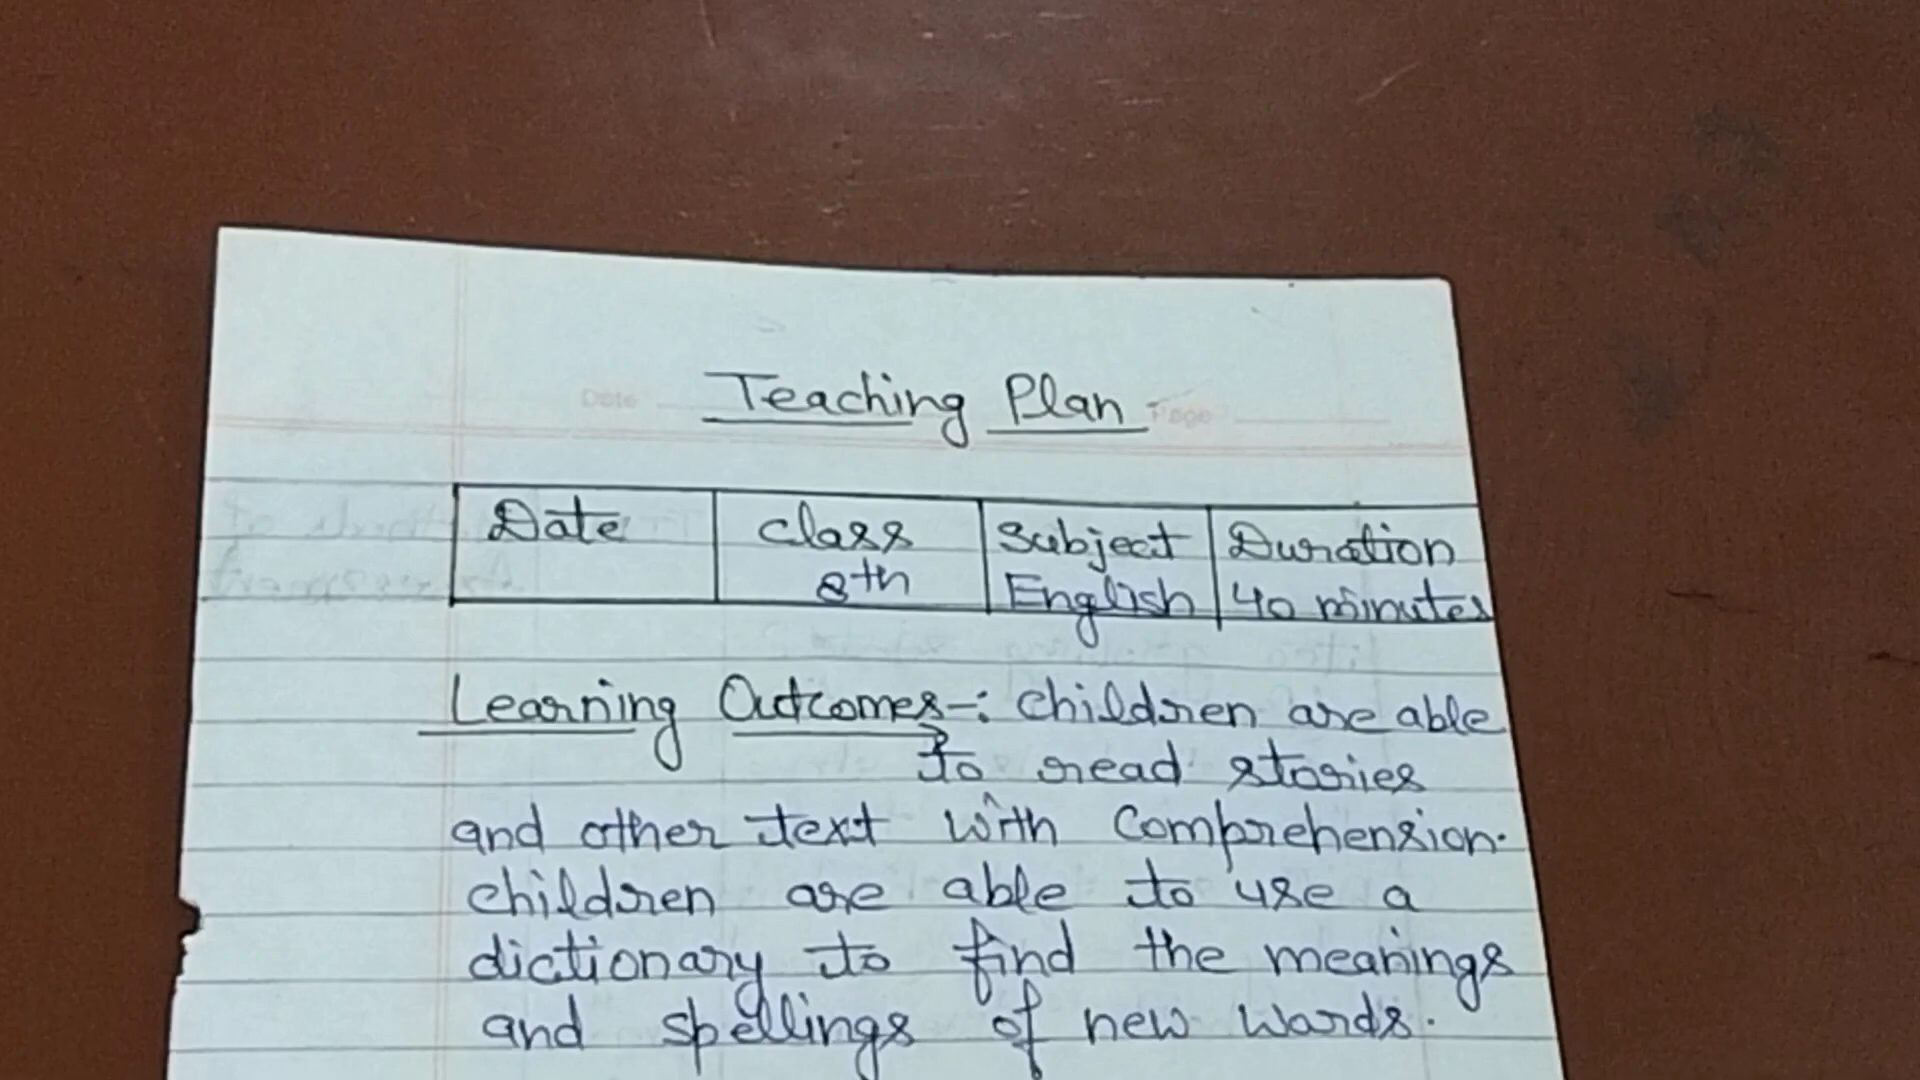 Date Teaching Plan Page
Date Class Subject Duration
8th English 40 minutes
Learning Outcomes-: Children are able
to read stories
and other text with Comprehension.
children are able to use a
dictionary to find the meanings
and spellings of new words.